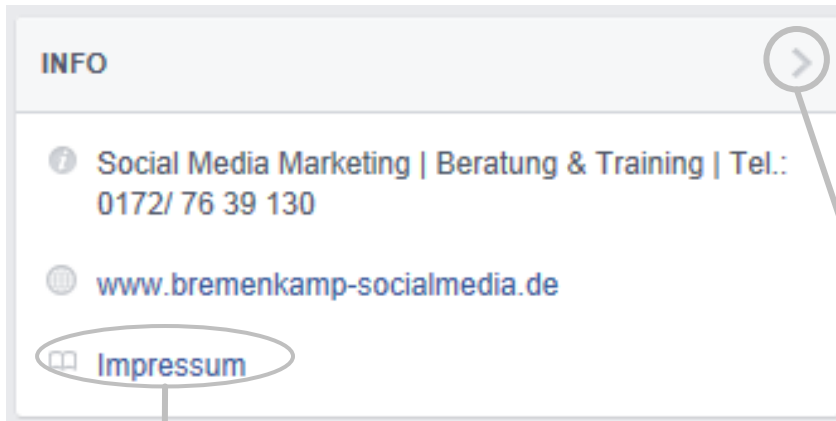 INFO
Social Media Marketing | Beratung & Training | Tel.:
0172/ 76 39 130
www.bremenkamp-socialmedia.de
Impressum